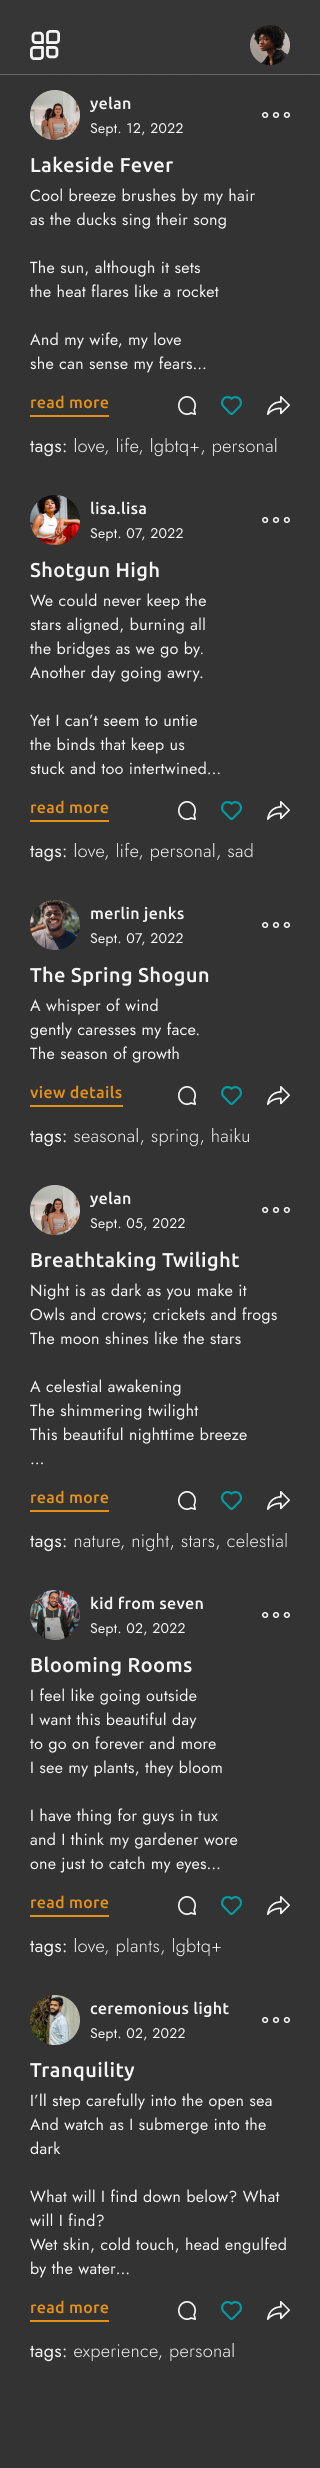 yelan
Sept. 12, 2022
Lakeside Fever
Cool breeze brushes by my hair
as the ducks sing their song
The sun, although it sets
the heat flares like a rocket
And my wife, my love
she can sense my fears...
read more
tags: love, life, lgbtq+, personal
lisa.lisa
Sept. 07, 2022
Shotgun High
We could never keep the
stars aligned, burning all
the bridges as we go by.
Another day going awry.
Yet I can't seem to untie
the binds that keep us
stuck and too intertwined...
read more
tags: love, life, personal, sad
merlin jenks
Sept. 07, 2022
The Spring Shogun
A whisper of wind
gently caresses my face.
The season of growth
view details
tags: seasonal, spring, haiku
yelan
Sept. 05, 2022
Breathtaking Twilight
Night is as dark as you make it
Owls and crows; crickets and frogs
The moon shines like the stars
A celestial awakening
The shimmering twilight
This beautiful nighttime breeze
...
read more
tags: nature, night, stars, celestial
kid from seven
Sept. 02, 2022
Blooming Rooms
I feel like going outside
I want this beautiful day
to go on forever and more
I see my plants, they bloom
I have thing for guys in tux
and I think my gardener wore
one just to catch my eyes...
read more
tags: love, plants, lgbtq+
ceremonious light
Sept. 02, 2022
Tranquility
I'll step carefully into the open sea
And watch as I submerge into the
dark
What will I find down below? What
will I find?
Wet skin, cold touch, head engulfed
by the water...
read more
tags: experience, personal